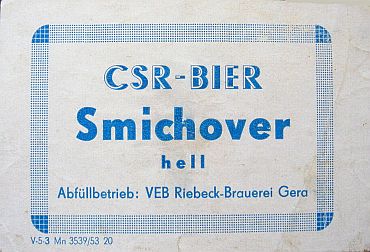 CSR-BIER
Smichover
hell
Abfüllbetrieb: VEB Riebeck-Brauerei Gera
V-5-3 Mn 3539/53 20